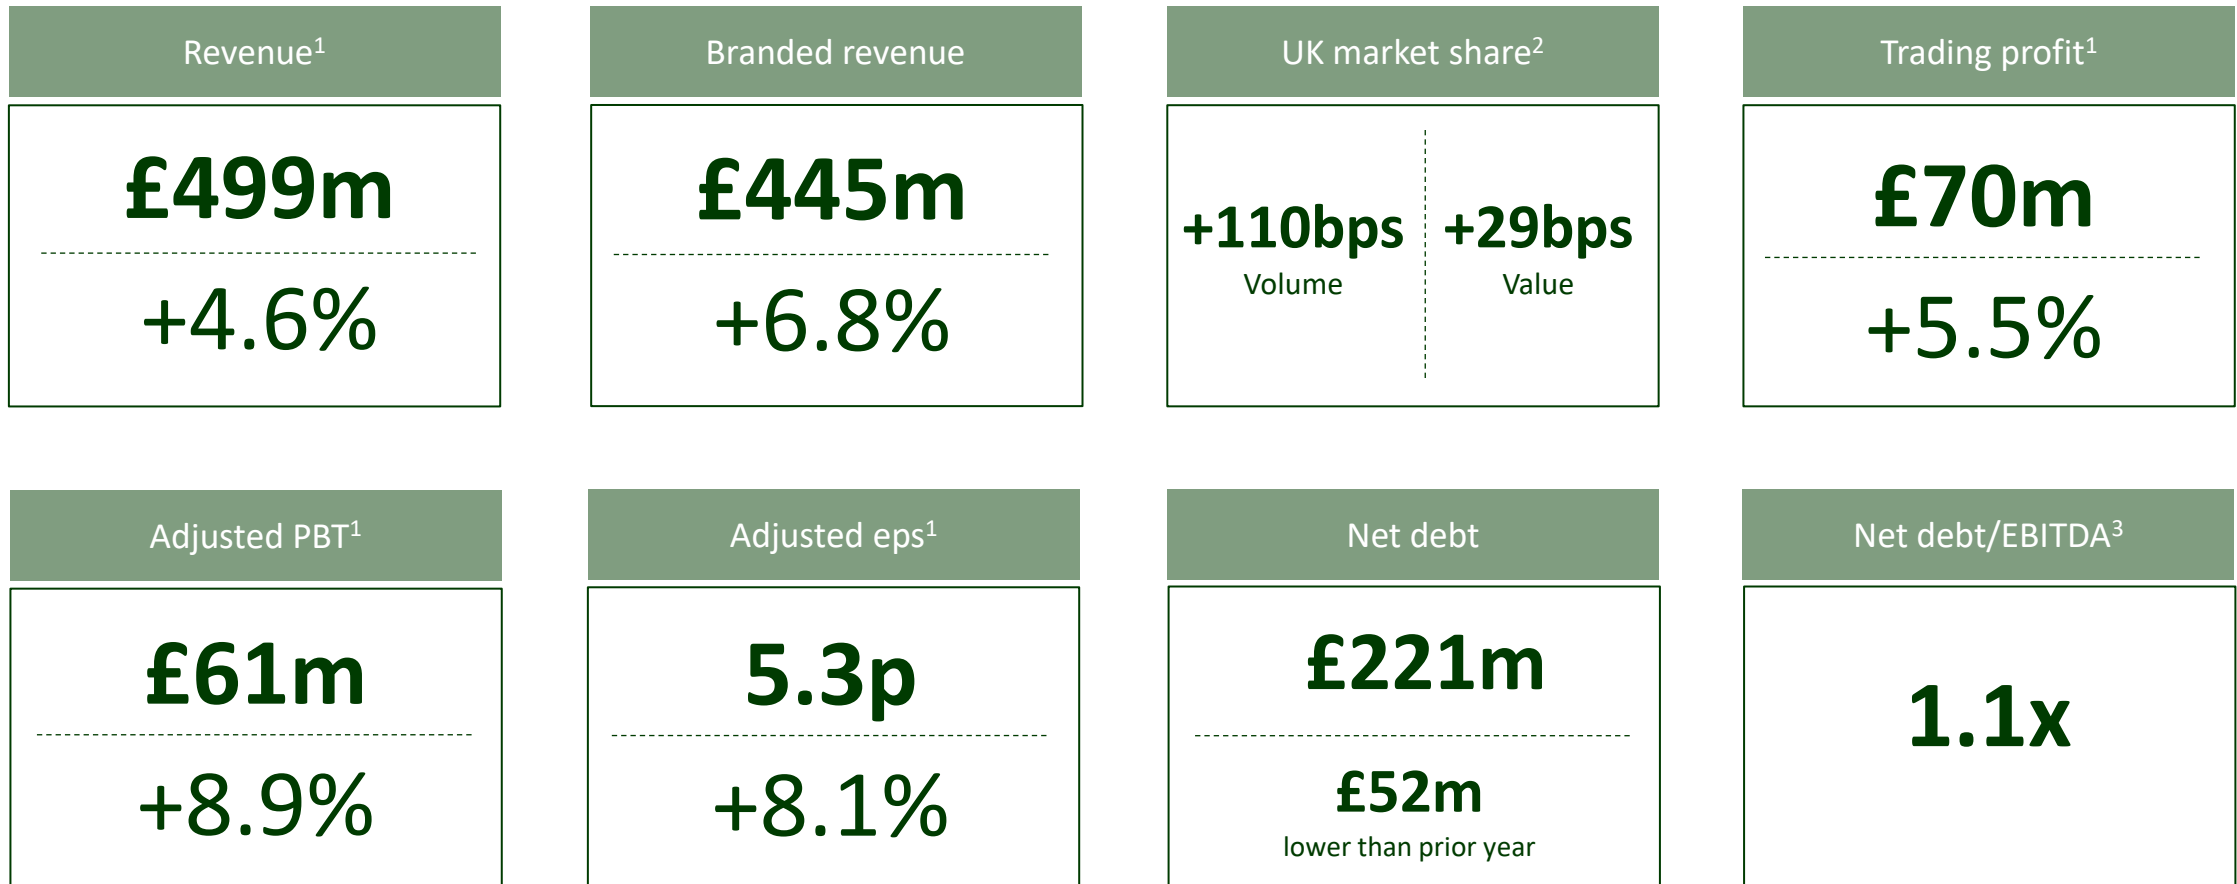 Revenue¹
£499m
+4.6%
Branded revenue
£445m
+6.8%
UK market share²
+110bps
Volume
+29bps
Value
Trading profit¹
£70m
+5.5%
Adjusted PBT¹
£61m
+8.9%
Adjusted eps¹
5.3p
+8.1%
Net debt
£221m
£52m
lower than prior year
Net debt/EBITDA³
1.1x